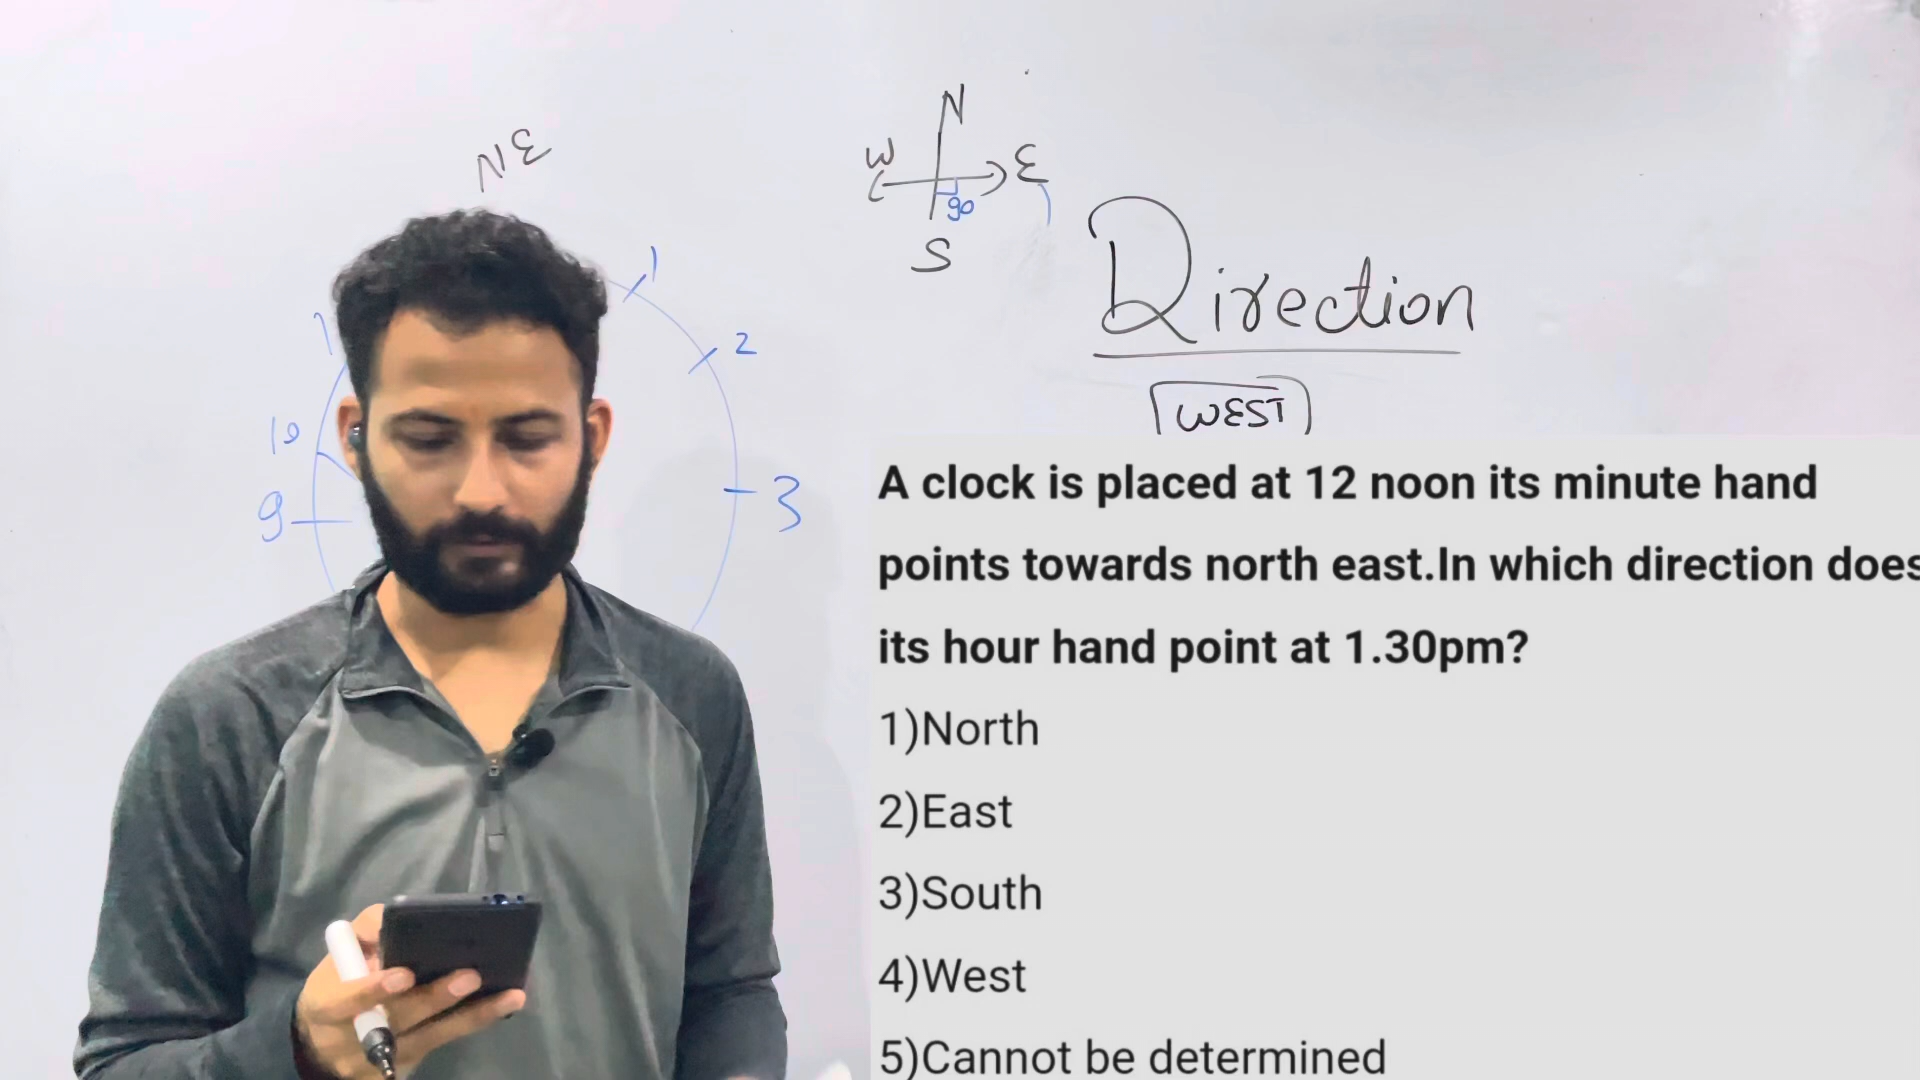 NE
N
W E
90
S
1
Direction
1
2
WEST
10
9
3
A clock is placed at 12 noon its minute hand
points towards north east.In which direction does
its hour hand point at 1.30pm?
1)North
2)East
3)South
4)West
5)Cannot be determined